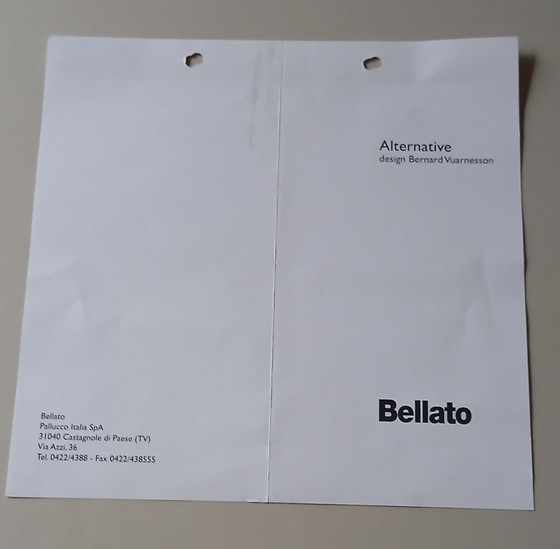 Alternative
design Bernard Vuarnesson
Bellato
Bellato
Pallucco Italia SpA
31040 Castagnole di Paese (TV)
Via Azzi, 36
Tel. 0422/4388 - Fax 0422/438555